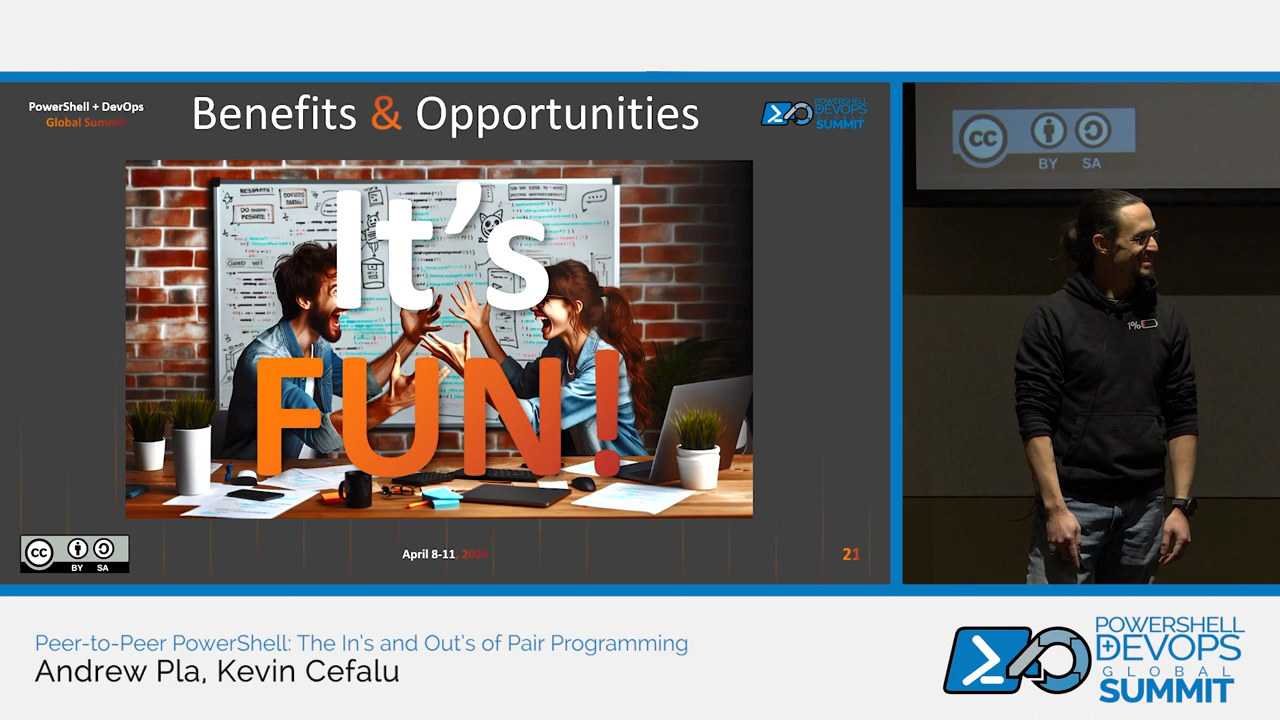 PowerShell + DevOps
Global Summit
Benefits & Opportunities
POWERSHELL
DEVOPS
SUMMIT
It's
FUN!
CC BY SA
April 8-11, 2024
21
CC BY SA
1%
Peer-to-Peer PowerShell: The In's and Out's of Pair Programming
Andrew Pla, Kevin Cefalu
POWERSHELL
DEVOPS
GLOBAL
SUMMIT